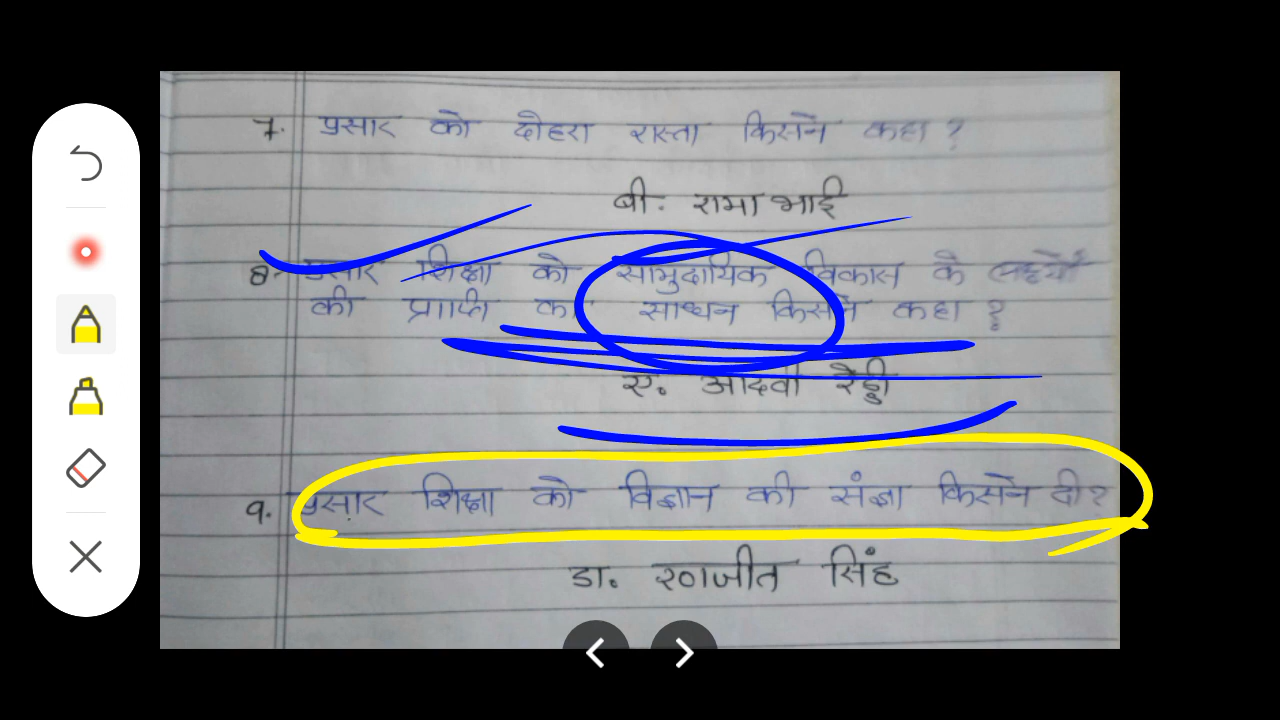 7. प्रसार को दोहरा रास्ता किसने कहा ?
बी. रामा भाई
8. प्रसार शिक्षा को सामुदायिक विकास के लक्ष्यों
की प्राप्ति का साधन किसने कहा ?
ए. आदवी रेड्डी
9. प्रसार शिक्षा को विज्ञान की संज्ञा किसने दी?
डा. रणजीत सिंह